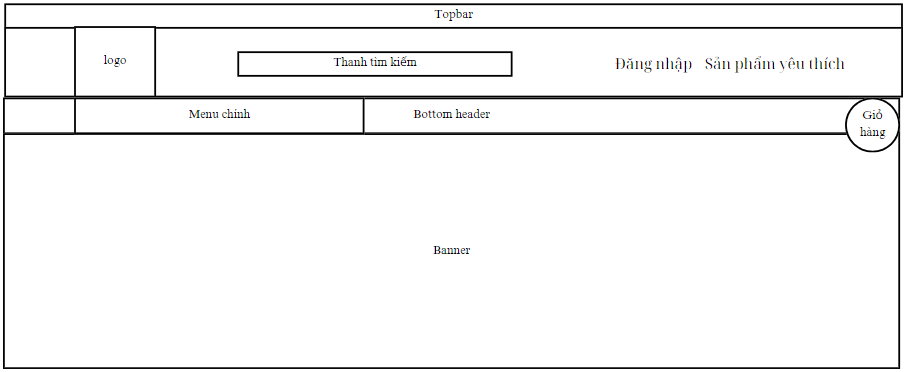 Topbar
logo
Thanh tìm kiếm
Đăng nhập Sản phẩm yêu thích
Menu chính
Bottom header
Giỏ
hàng
Banner